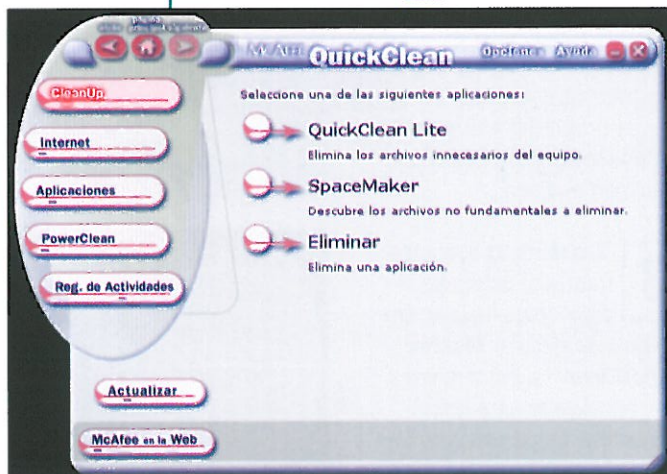 McAfee QuickClean Opciones Ayuda
CleanUp
Internet
Aplicaciones
PowerClean
Reg. de Actividades
Actualizar
McAfee en la Web
Seleccione una de las siguientes aplicaciones:
QuickClean Lite
Elimina los archivos innecesarios del equipo.
SpaceMaker
Descubre los archivos no fundamentales a eliminar.
Eliminar
Elimina una aplicación.